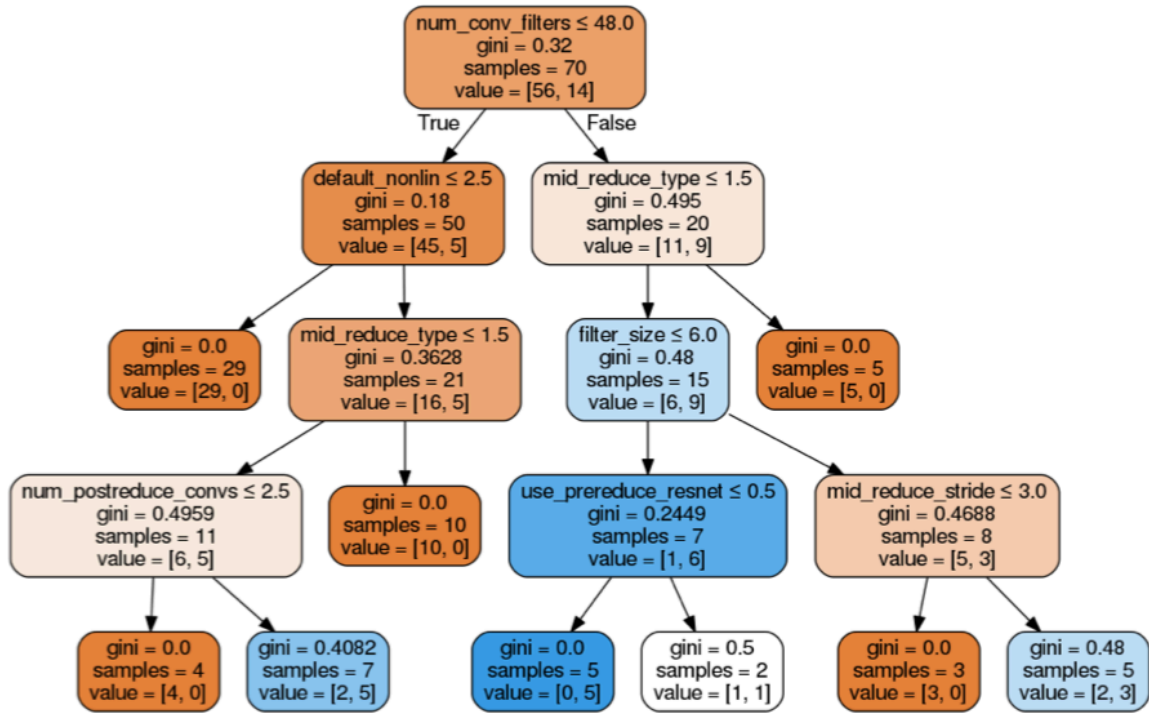 num_conv_filters ≤ 48.0
gini = 0.32
samples = 70
value = [56, 14]
True
False
default_nonlin ≤ 2.5
gini = 0.18
samples = 50
value = [45, 5]
mid_reduce_type ≤ 1.5
gini = 0.495
samples = 20
value = [11, 9]
gini = 0.0
samples = 29
value = [29, 0]
mid_reduce_type ≤ 1.5
gini = 0.3628
samples = 21
value = [16, 5]
filter_size ≤ 6.0
gini = 0.48
samples = 15
value = [6, 9]
gini = 0.0
samples = 5
value = [5, 0]
num_postreduce_convs ≤ 2.5
gini = 0.4959
samples = 11
value = [6, 5]
gini = 0.0
samples = 10
value = [10, 0]
use_prereduce_resnet ≤ 0.5
gini = 0.2449
samples = 7
value = [1, 6]
mid_reduce_stride ≤ 3.0
gini = 0.4688
samples = 8
value = [5, 3]
gini = 0.0
samples = 4
value = [4, 0]
gini = 0.4082
samples = 7
value = [2, 5]
gini = 0.0
samples = 5
value = [0, 5]
gini = 0.5
samples = 2
value = [1, 1]
gini = 0.0
samples = 3
value = [3, 0]
gini = 0.48
samples = 5
value = [2, 3]